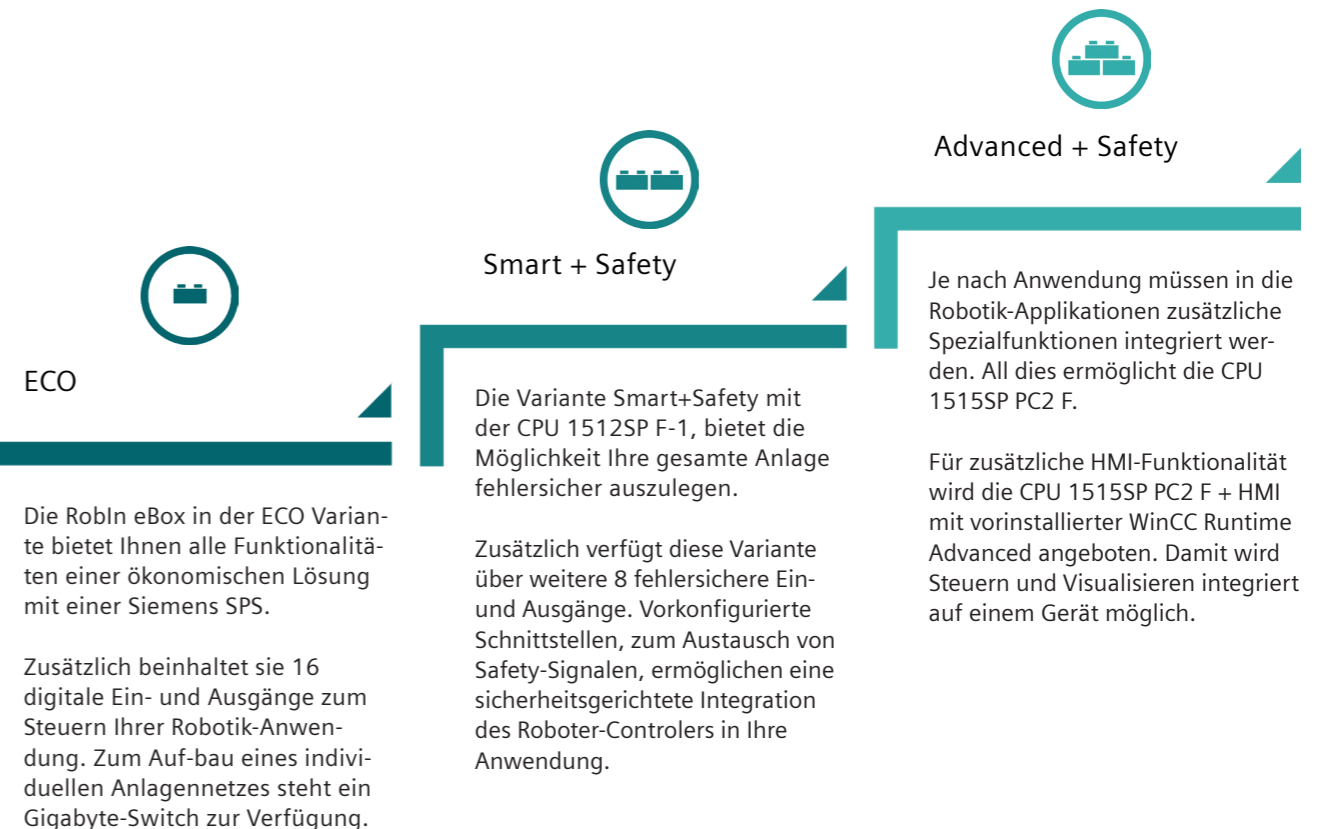 ECO
Die RobIn eBox in der ECO Varian-
te bietet Ihnen alle Funktionalitä-
ten einer ökonomischen Lösung
mit einer Siemens SPS.
Zusätzlich beinhaltet sie 16
digitale Ein- und Ausgänge zum
Steuern Ihrer Robotik-Anwen-
dung. Zum Auf-bau eines indivi-
duellen Anlagennetzes steht ein
Gigabyte-Switch zur Verfügung.
Smart + Safety
Die Variante Smart+Safety mit
der CPU 1512SP F-1, bietet die
Möglichkeit Ihre gesamte Anlage
fehlersicher auszulegen.
Zusätzlich verfügt diese Variante
über weitere 8 fehlersichere Ein-
und Ausgänge. Vorkonfigurierte
Schnittstellen, zum Austausch von
Safety-Signalen, ermöglichen eine
sicherheitsgerichtete Integration
des Roboter-Controlers in Ihre
Anwendung.
Advanced + Safety
Je nach Anwendung müssen in die
Robotik-Applikationen zusätzliche
Spezialfunktionen integriert wer-
den. All dies ermöglicht die CPU
1515SP PC2 F.
Für zusätzliche HMI-Funktionalität
wird die CPU 1515SP PC2 F + HMI
mit vorinstallierter WinCC Runtime
Advanced angeboten. Damit wird
Steuern und Visualisieren integriert
auf einem Gerät möglich.